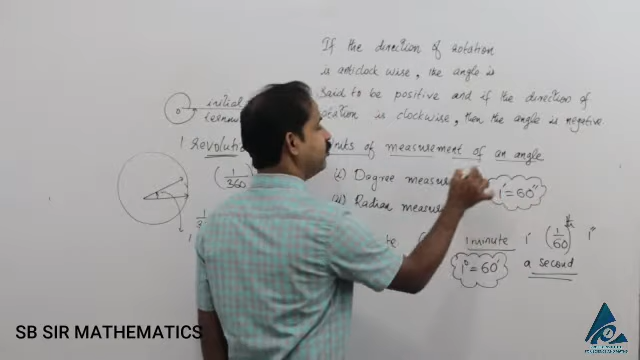 If the direction of rotation
is anticlock wise, the angle is
said to be positive and if the direction of
rotation is clockwise, then the angle is negative
initial
1 Revolution
Units of measurement of an angle
(1/360
(i) Degree measure
1' = 60"
(ii) Radian measure
1 minute 1' (1/60) 1°
1° = 60'
a second
SB SIR MATHEMATICS